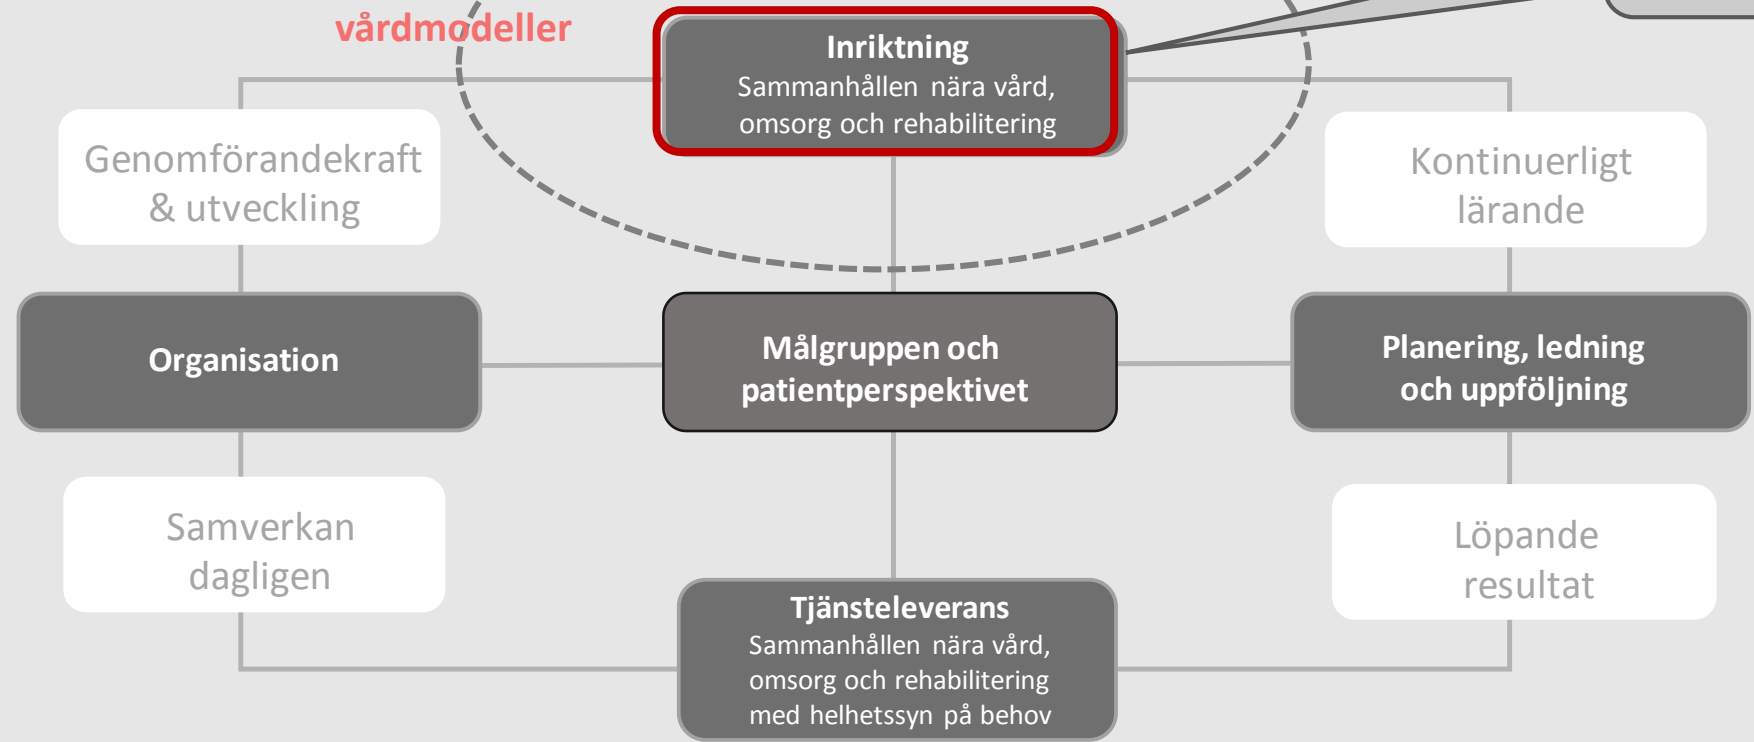 vårdmodeller
Inriktning
Sammanhållen nära vård,
omsorg och rehabilitering
Genomförandekraft
& utveckling
Kontinuerligt
lärande
Organisation
Målgruppen och
patientperspektivet
Planering, ledning
och uppföljning
Samverkan
dagligen
Löpande
resultat
Tjänsteleverans
Sammanhållen nära vård,
omsorg och rehabilitering
med helhetssyn på behov